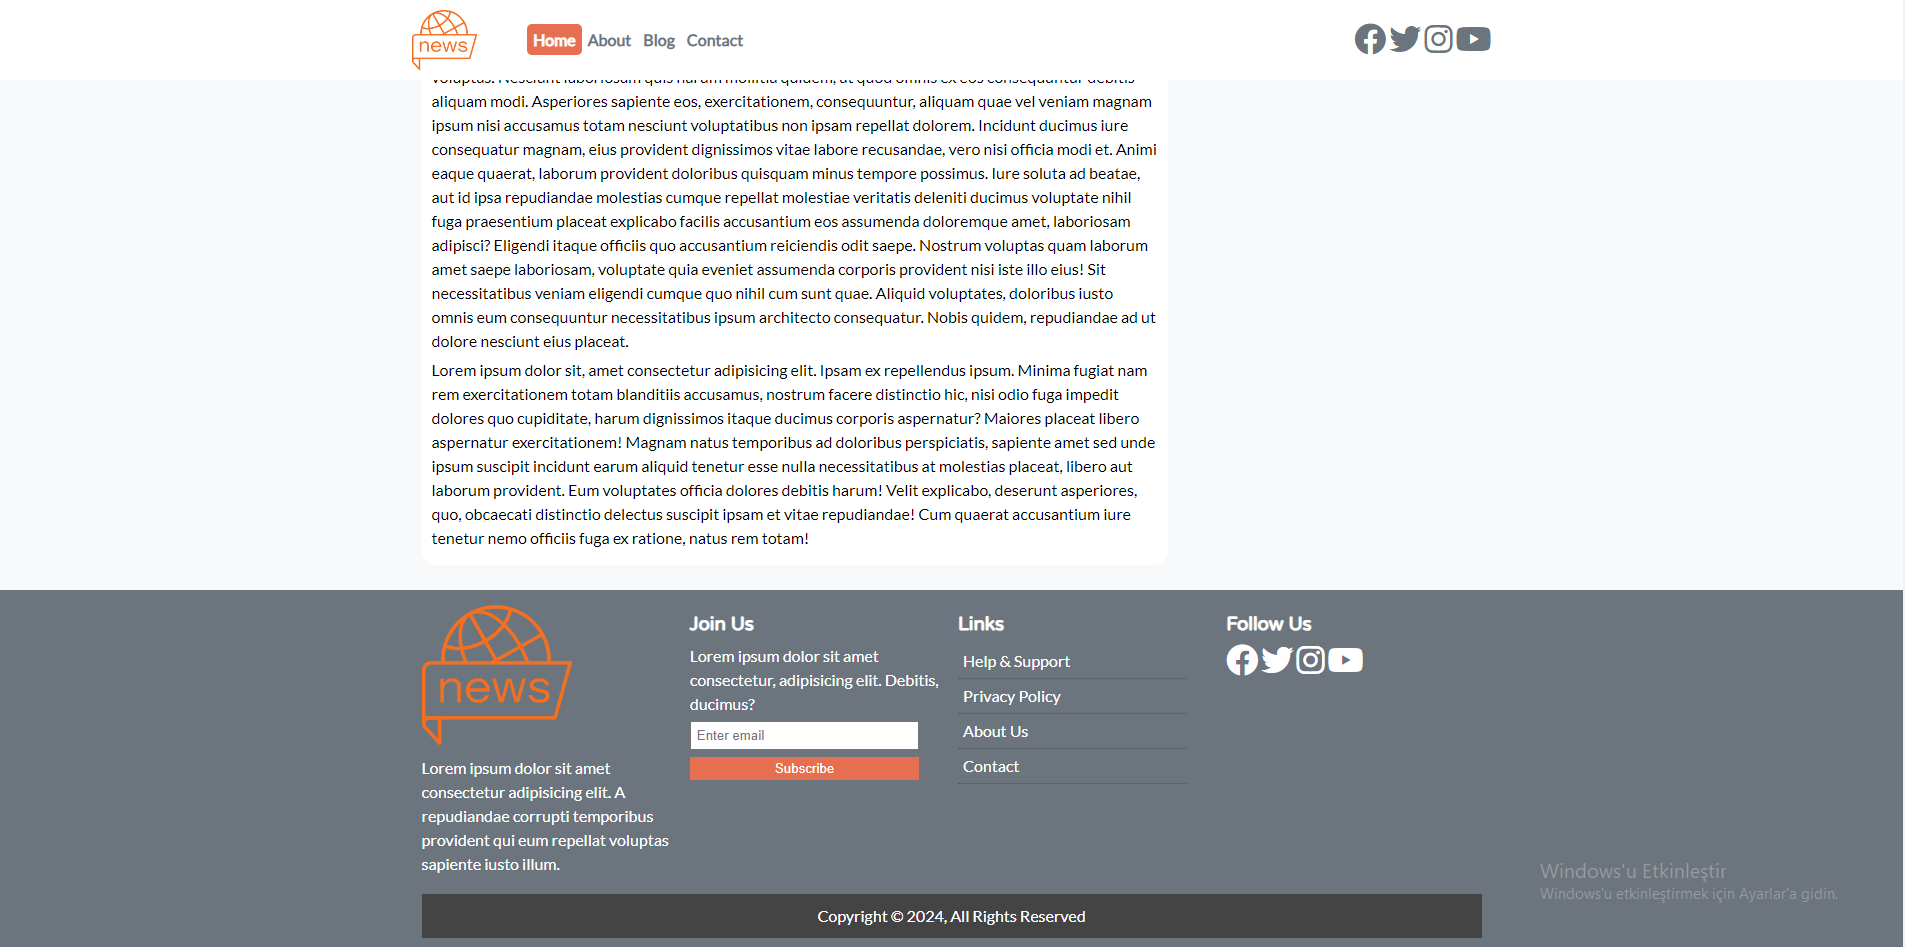 news
Home About Blog Contact
voluptas. Nesciunt laboriosam quis harum mollitia quidem, at quod omnis ex eos consequuntur debitis
aliquam modi. Asperiores sapiente eos, exercitationem, consequuntur, aliquam quae vel veniam magnam
ipsum nisi accusamus totam nesciunt voluptatibus non ipsam repellat dolorem. Incidunt ducimus iure
consequatur magnam, eius provident dignissimos vitae labore recusandae, vero nisi officia modi et. Animi
eaque quaerat, laborum provident doloribus quisquam minus tempore possimus. Iure soluta ad beatae,
aut id ipsa repudiandae molestias cumque repellat molestiae veritatis deleniti ducimus voluptate nihil
fuga praesentium placeat explicabo facilis accusantium eos assumenda doloremque amet, laboriosam
adipisci? Eligendi itaque officiis quo accusantium reiciendis odit saepe. Nostrum voluptas quam laborum
amet saepe laboriosam, voluptate quia eveniet assumenda corporis provident nisi iste illo eius! Sit
necessitatibus veniam eligendi cumque quo nihil cum sunt quae. Aliquid voluptates, doloribus iusto
omnis eum consequuntur necessitatibus ipsum architecto consequatur. Nobis quidem, repudiandae ad ut
dolore nesciunt eius placeat.
Lorem ipsum dolor sit, amet consectetur adipisicing elit. Ipsam ex repellendus ipsum. Minima fugiat nam
rem exercitationem totam blanditiis accusamus, nostrum facere distinctio hic, nisi odio fuga impedit
dolores quo cupiditate, harum dignissimos itaque ducimus corporis aspernatur? Maiores placeat libero
aspernatur exercitationem! Magnam natus temporibus ad doloribus perspiciatis, sapiente amet sed unde
ipsum suscipit incidunt earum aliquid tenetur esse nulla necessitatibus at molestias placeat, libero aut
laborum provident. Eum voluptates officia dolores debitis harum! Velit explicabo, deserunt asperiores,
quo, obcaecati distinctio delectus suscipit ipsam et vitae repudiandae! Cum quaerat accusantium iure
tenetur nemo officiis fuga ex ratione, natus rem totam!
news
Lorem ipsum dolor sit amet
consectetur adipisicing elit. A
repudiandae corrupti temporibus
provident qui eum repellat voluptas
sapiente iusto illum.
Join Us
Lorem ipsum dolor sit amet
consectetur, adipisicing elit. Debitis,
ducimus?
Enter email
Subscribe
Links
Help & Support
Privacy Policy
About Us
Contact
Follow Us
Windows'u Etkinleştir
Windows'u etkinleştirmek için Ayarlar'a gidin.
Copyright © 2024, All Rights Reserved